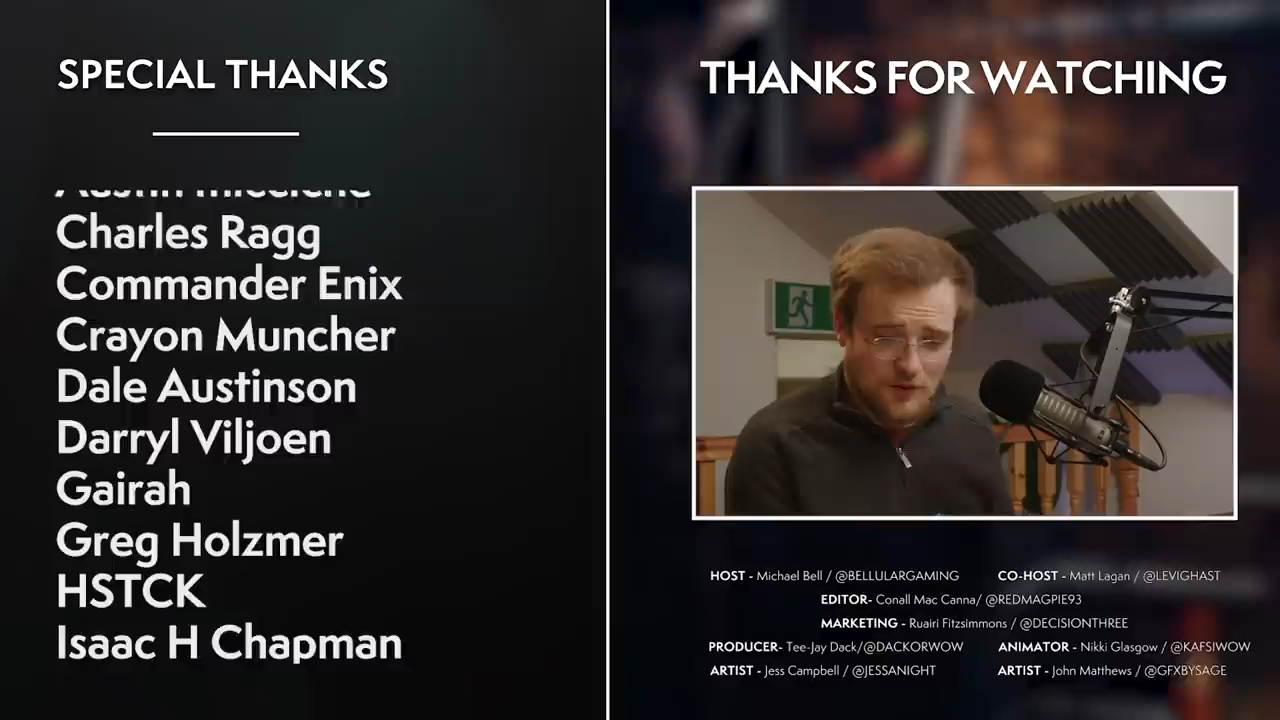 SPECIAL THANKS
Charles Ragg
Commander Enix
Crayon Muncher
Dale Austinson
Darryl Viljoen
Gairah
Greg Holzmer
HSTCK
Isaac H Chapman
THANKS FOR WATCHING
HOST - Michael Bell / @BELLULARGAMING
CO-HOST - Matt Lagan / @LEVIGHAST
EDITOR- Conall Mac Canna/ @REDMAGPIE93
MARKETING - Ruairi Fitzsimmons / @DECISIONTHREE
PRODUCER- Tee-Jay Dack/@DACKORWOW
ANIMATOR - Nikki Glasgow / @KAFSIWOW
ARTIST - Jess Campbell / @JESSANIGHT
ARTIST - John Matthews / @GFXBYSAGE